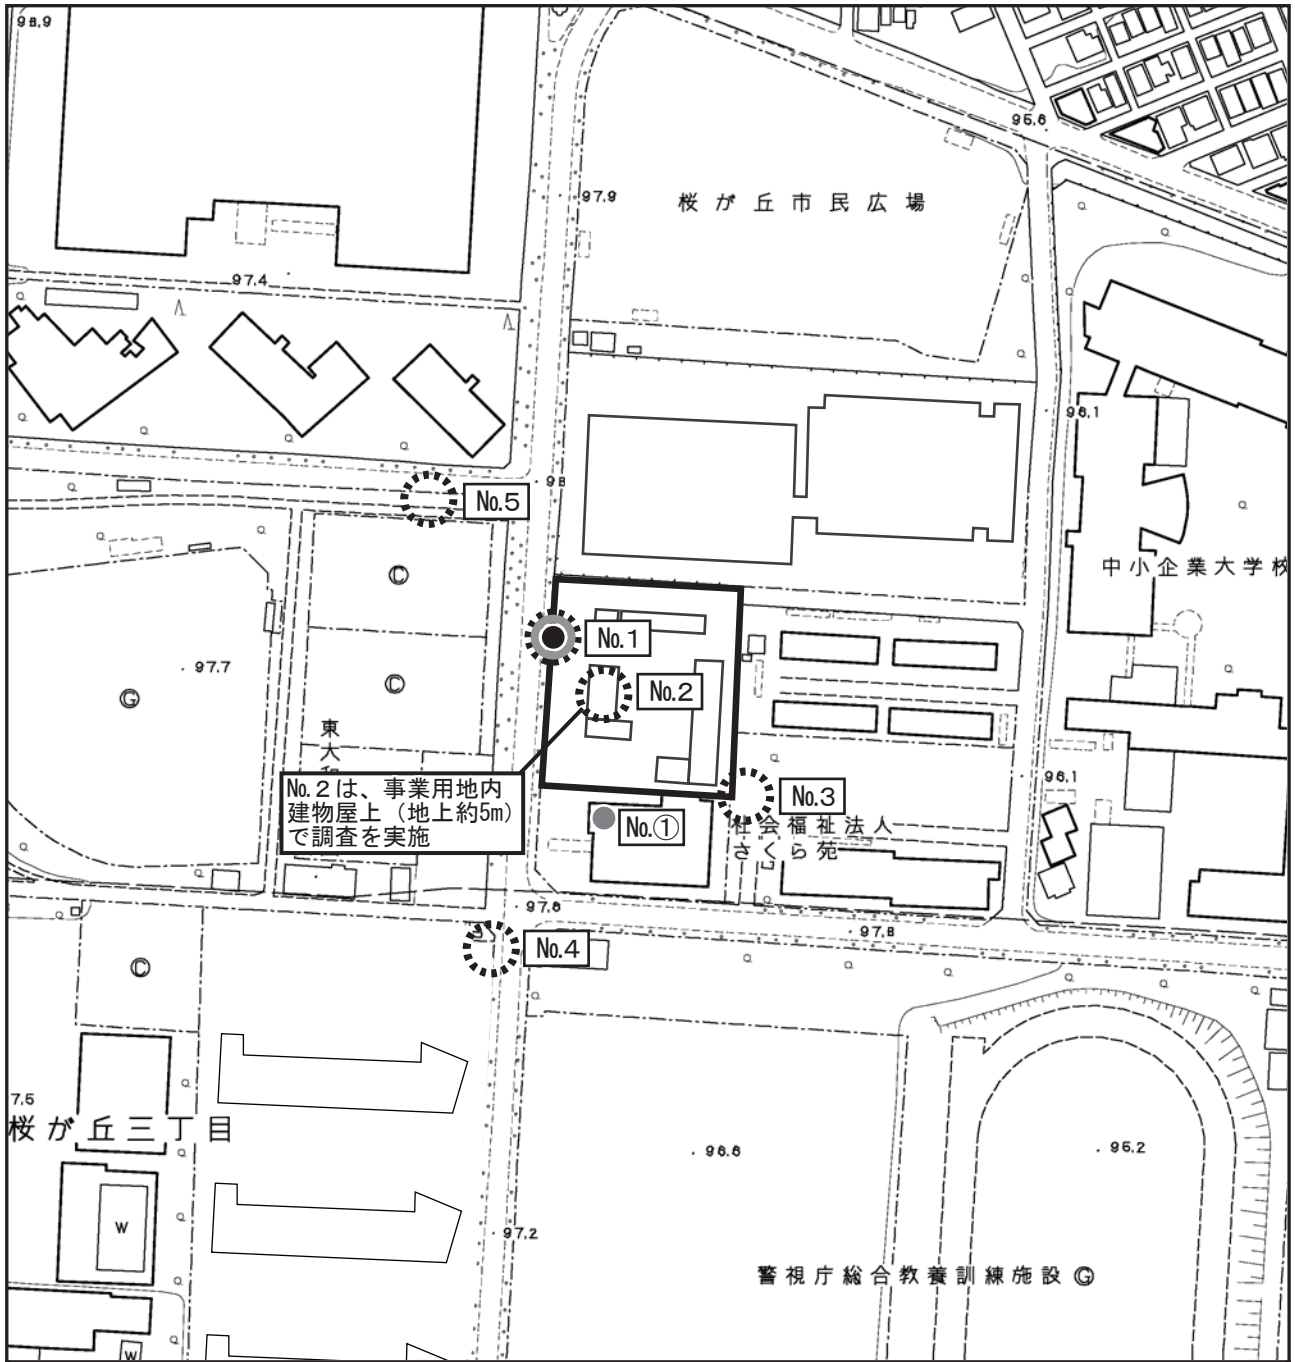 98.9
95.6
97.9
桜が丘市民広場
97.4
96.1
98
No.5
中小企業大学校
C
No.1
97.7
C
No.2
G
東大和
No.2は、事業用地内
建物屋上（地上約5m）
で調査を実施
96.1
No.3
No.①
社会福祉法人
さくら苑
97.6
97.8
No.4
C
7.5
桜が丘三丁目
96.6
95.2
W
97.2
警視庁総合教養訓練施設 G
W